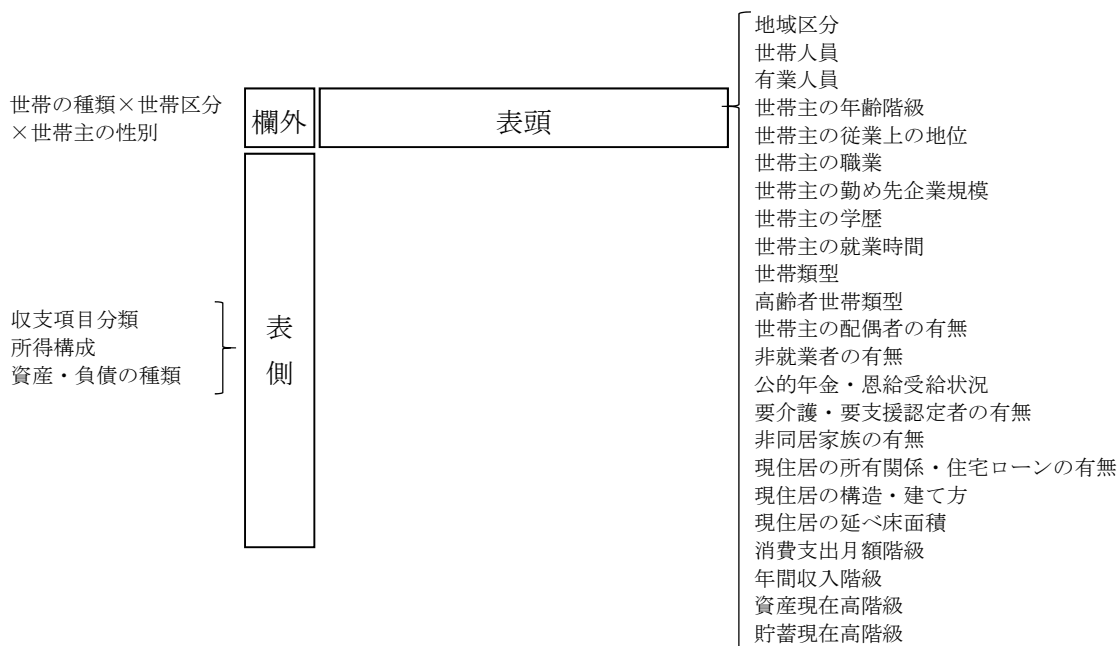 世帯の種類×世帯区分
×世帯主の性別
欄外
表頭
地域区分
世帯人員
有業人員
世帯主の年齢階級
世帯主の従業上の地位
世帯主の職業
世帯主の勤め先企業規模
世帯主の学歴
世帯主の就業時間
世帯類型
高齢者世帯類型
世帯主の配偶者の有無
非就業者の有無
公的年金・恩給受給状況
要介護・要支援認定者の有無
非同居家族の有無
現住居の所有関係・住宅ローンの有無
現住居の構造・建て方
現住居の延べ床面積
消費支出月額階級
年間収入階級
資産現在高階級
貯蓄現在高階級
収支項目分類
所得構成
資産・負債の種類
表
側